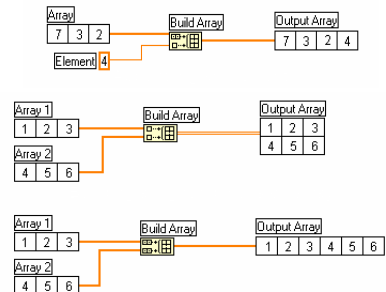 Array
Build Array
Output Array
7 3 2
7 3 2 4
Element 4
Array 1
Build Array
Output Array
1 2 3
1 2 3
4 5 6
Array 2
4 5 6
Array 1
Build Array
Output Array
1 2 3
1 2 3 4 5 6
Array 2
4 5 6